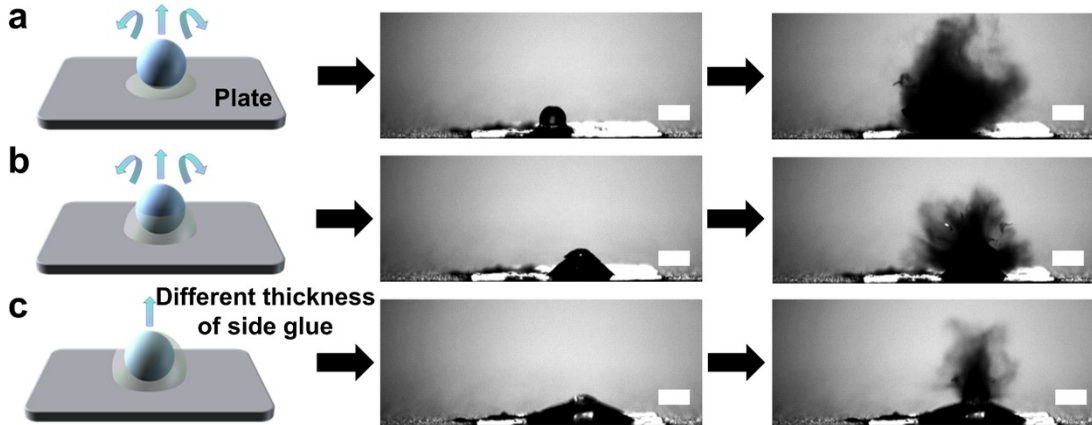 a
Plate
b
c
Different thickness
of side glue